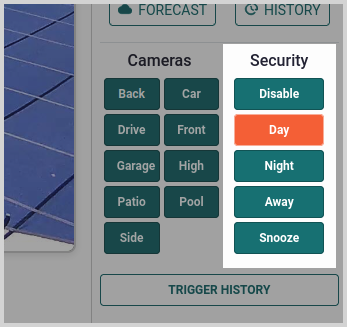 FORECAST HISTORY
Cameras
Back Car
Drive Front
Garage High
Patio Pool
Side
Security
Disable
Day
Night
Away
Snooze
TRIGGER HISTORY